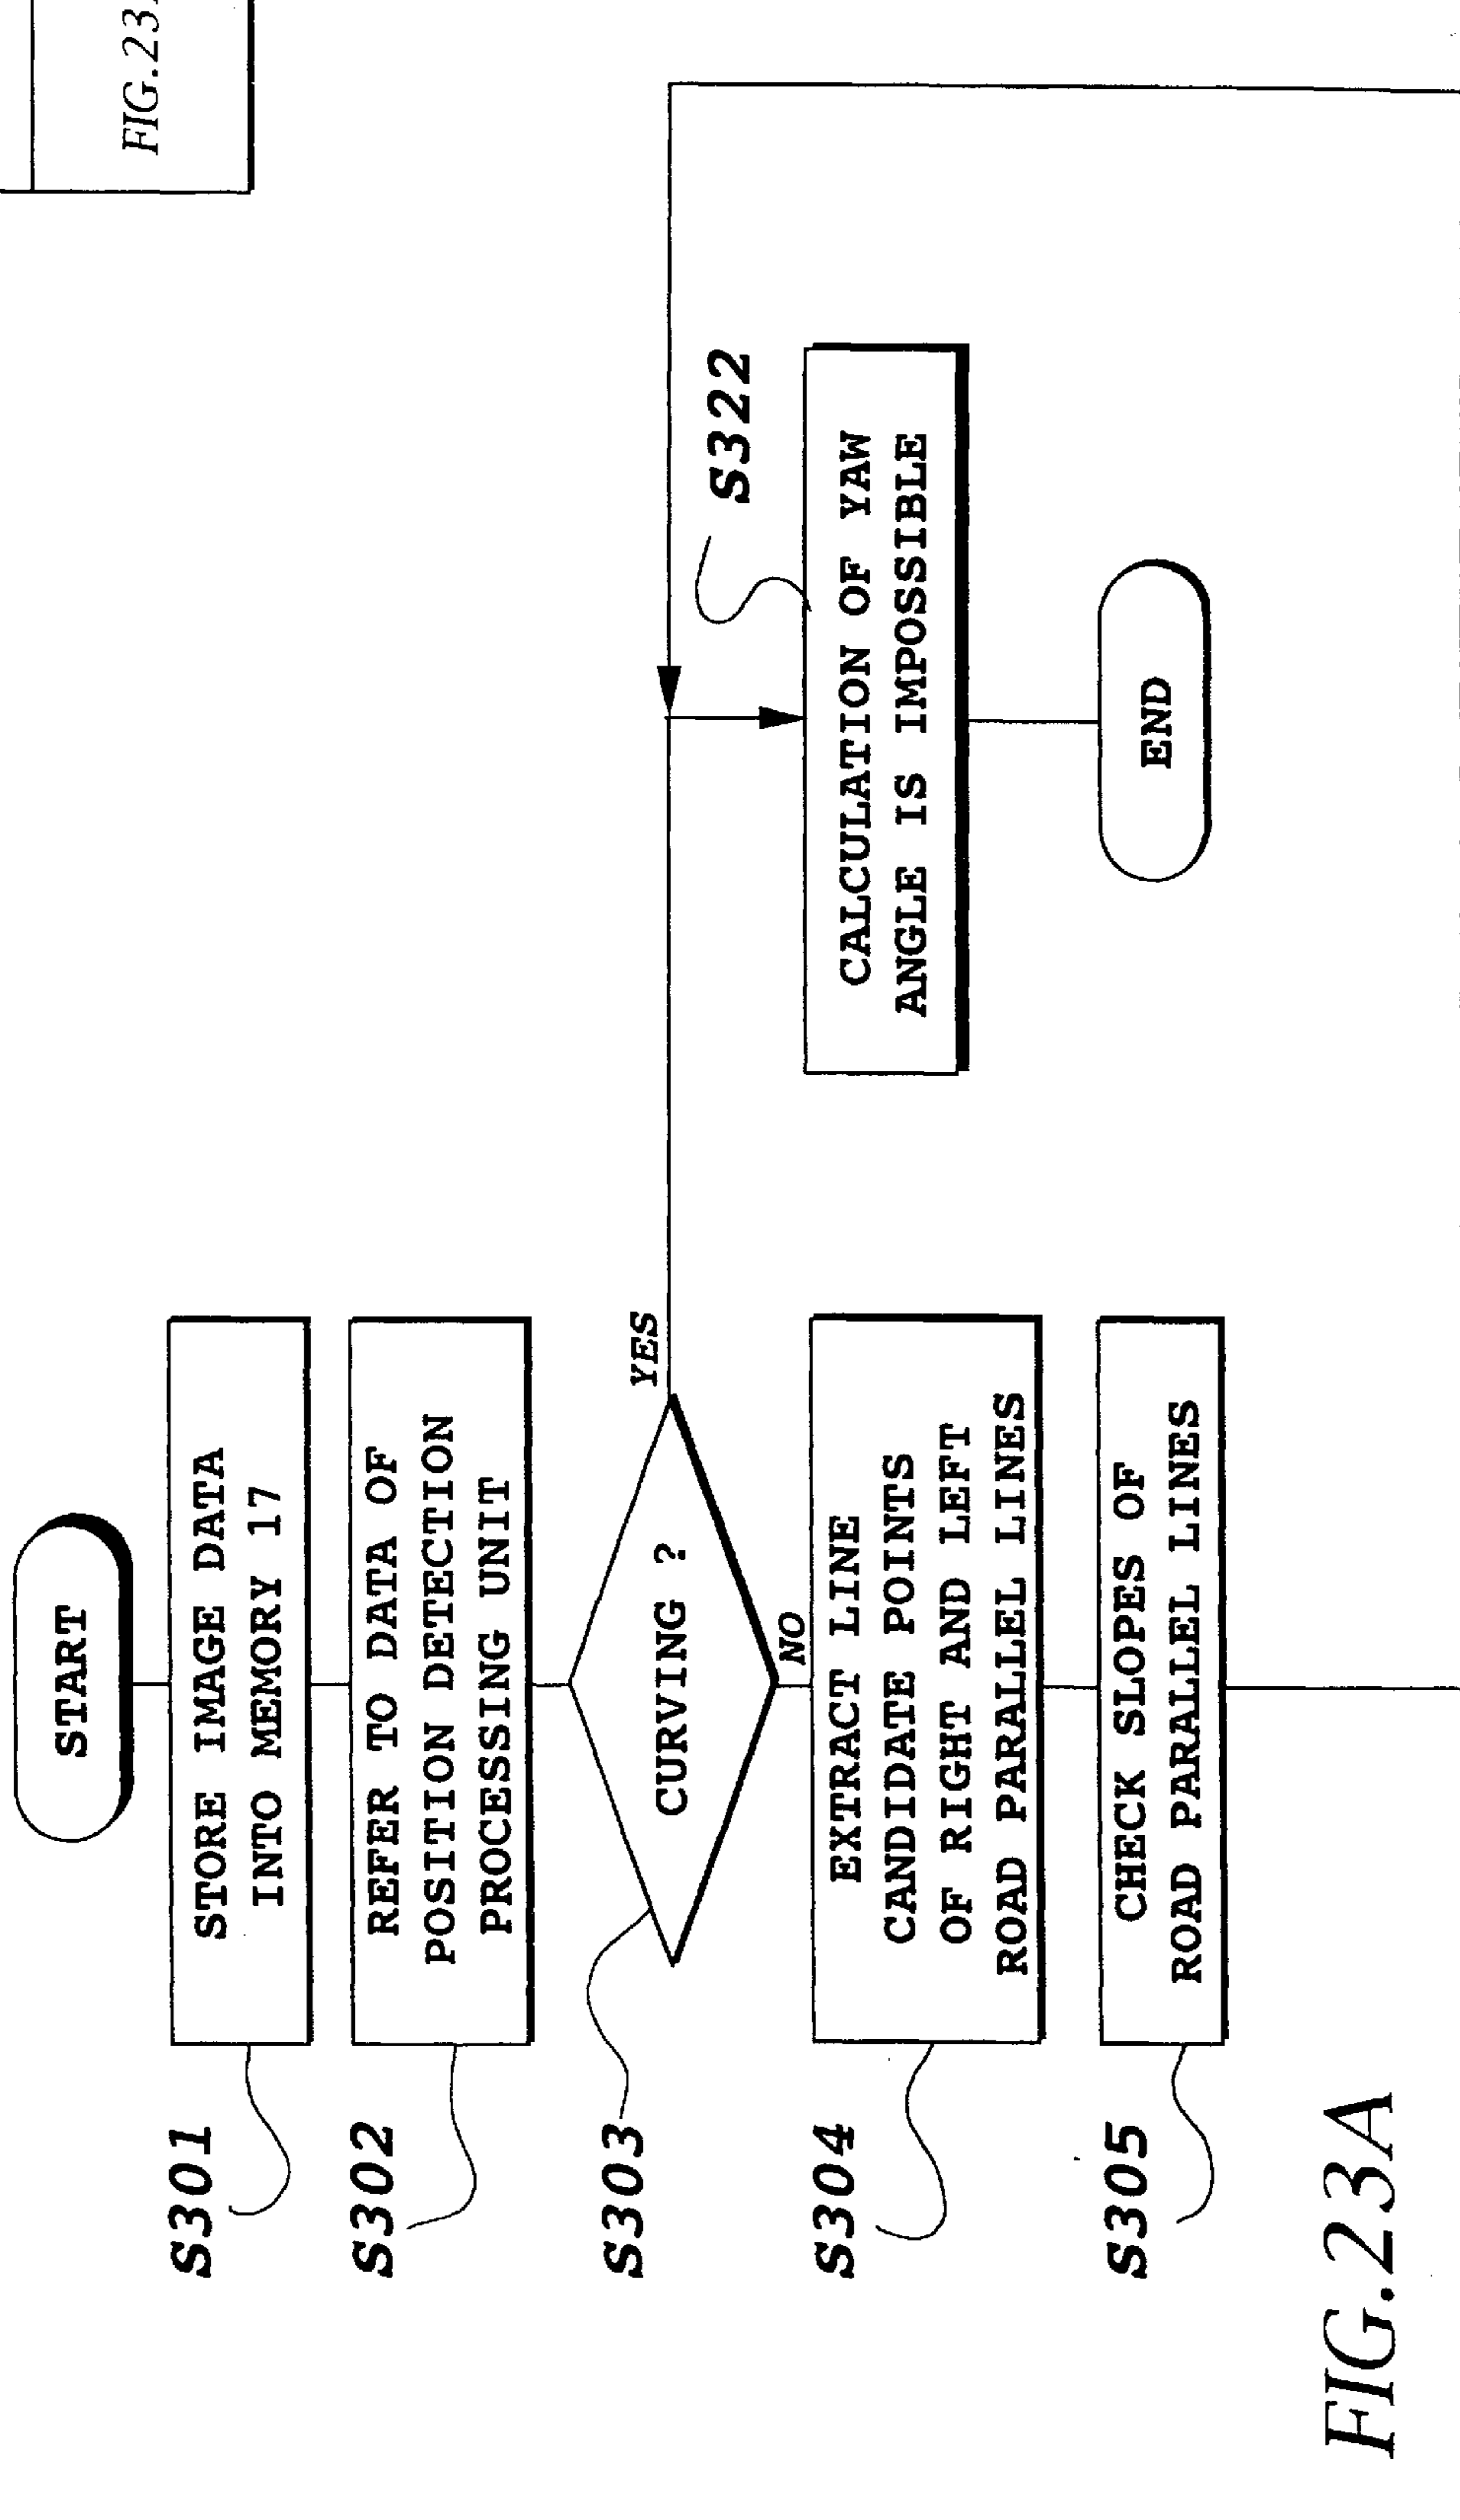 FIG.23
START
S301
STORE IMAGE DATA
INTO MEMORY 17
S302
REFER TO DATA OF
POSITION DETECTION
PROCESSING UNIT
S303
CURVING ?
YES
NO
S322
CALCULATION OF YAW
ANGLE IS IMPOSSIBLE
END
S304
EXTRACT LINE
CANDIDATE POINTS
OF RIGHT AND LEFT
ROAD PARALLEL LINES
S305
CHECK SLOPES OF
ROAD PARALLEL LINES
FIG.23A